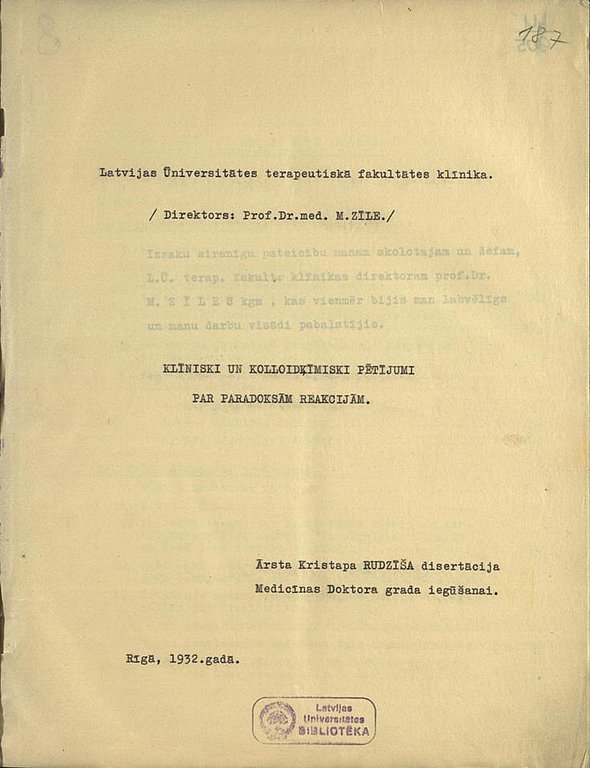 187
Latvijas Ūniversitātes terapeutiskā fakultātes klīnika.
/ Direktors: Prof.Dr.med. M.ZĪLE./
Izsaku sirsnīgu pateicību manam skolotajam un šefam,
L.Ū. terap. fakult. klīnikas direktoram prof.Dr.
M. Z Ī L E S kgm , kas vienmēr bijis man labvēlīgs
un manu darbu visādi pabalstījis.
KLĪNISKI UN KOLLOIDĶĪMISKI PĒTĪJUMI
PAR PARADOKSĀM REAKCIJĀM.
Ārsta Kristapa RUDZĪŠA disertācija
Medicīnas Doktora grada iegūšanai.
Rīgā, 1932.gadā.
Latvijas
Universitātes
BIBLIOTĒKA